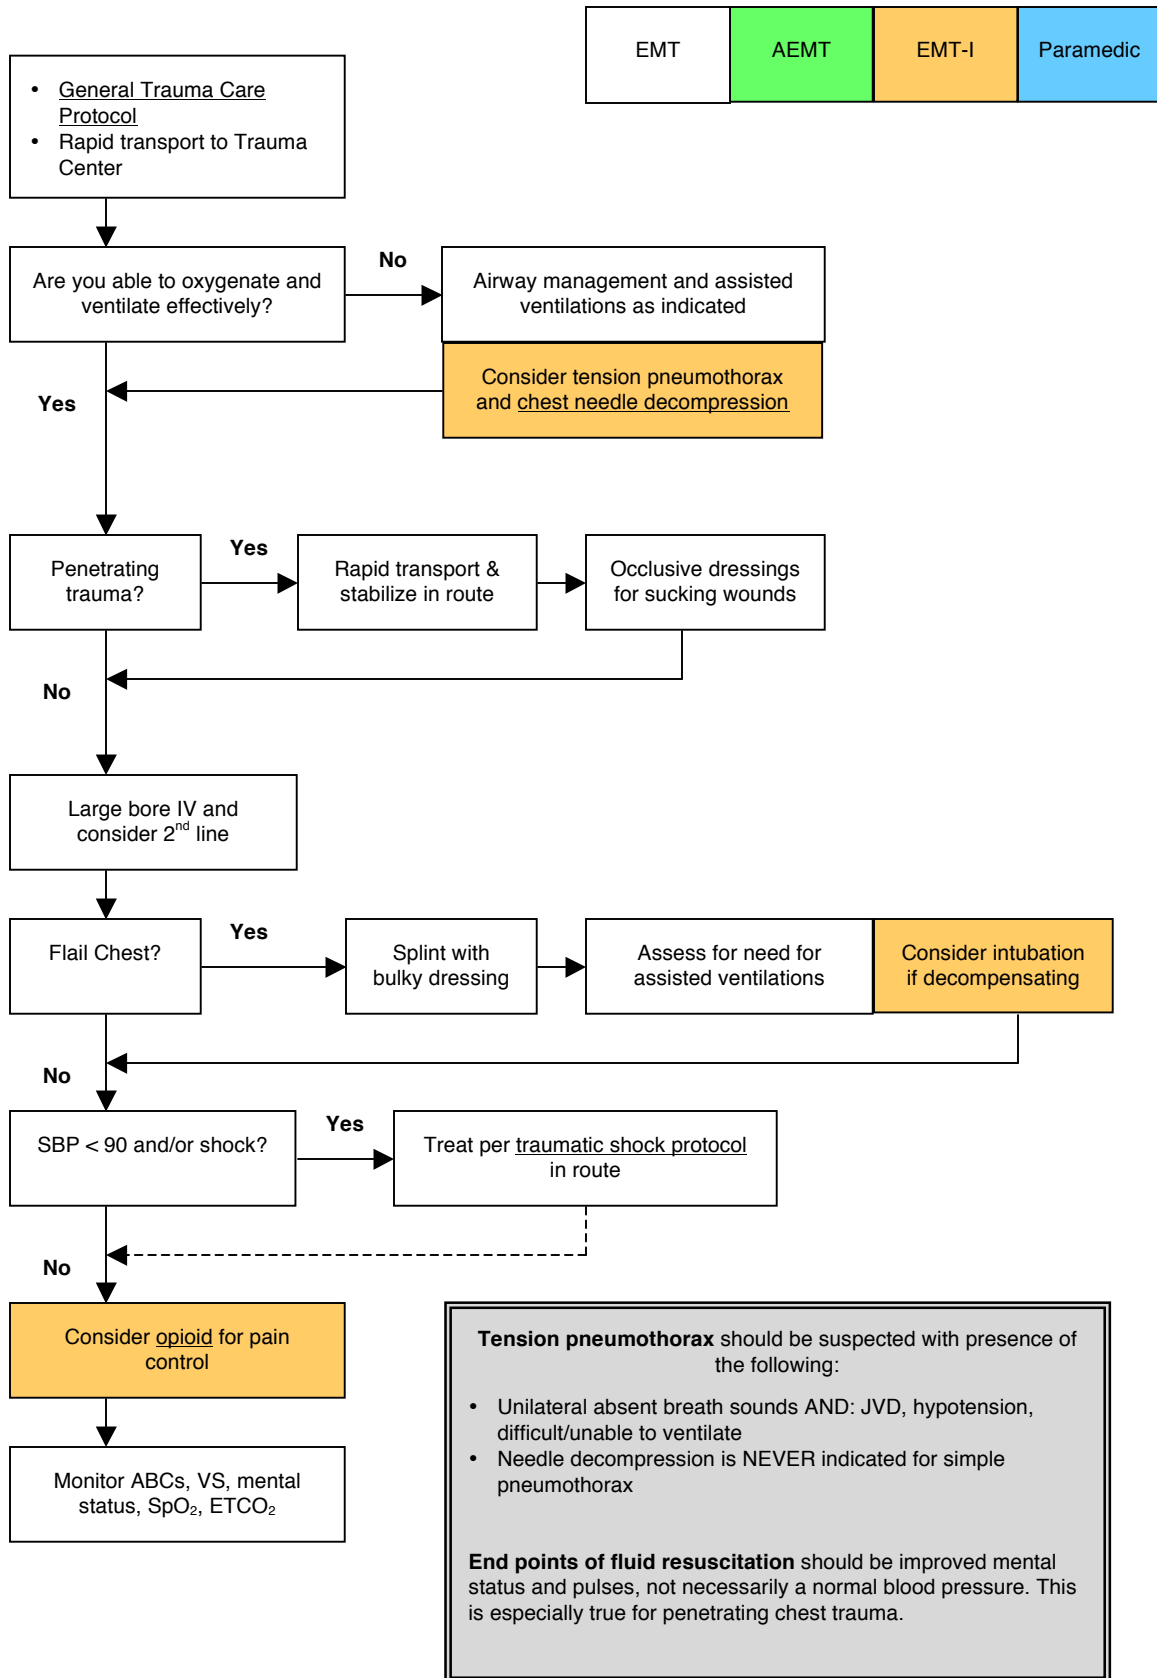 EMT
AEMT
EMT-I
Paramedic
• General Trauma Care
Protocol
• Rapid transport to Trauma
Center
Are you able to oxygenate and
ventilate effectively?
No
Airway management and assisted
ventilations as indicated
Consider tension pneumothorax
and chest needle decompression
Yes
Penetrating
trauma?
Yes
Rapid transport &
stabilize in route
Occlusive dressings
for sucking wounds
No
Large bore IV and
consider 2nd line
Flail Chest?
Yes
Splint with
bulky dressing
Assess for need for
assisted ventilations
Consider intubation
if decompensating
No
SBP < 90 and/or shock?
Yes
Treat per traumatic shock protocol
in route
No
Consider opioid for pain
control
Monitor ABCs, VS, mental
status, SpO₂, ETCO₂
Tension pneumothorax should be suspected with presence of
the following:
• Unilateral absent breath sounds AND: JVD, hypotension,
difficult/unable to ventilate
• Needle decompression is NEVER indicated for simple
pneumothorax
End points of fluid resuscitation should be improved mental
status and pulses, not necessarily a normal blood pressure. This
is especially true for penetrating chest trauma.